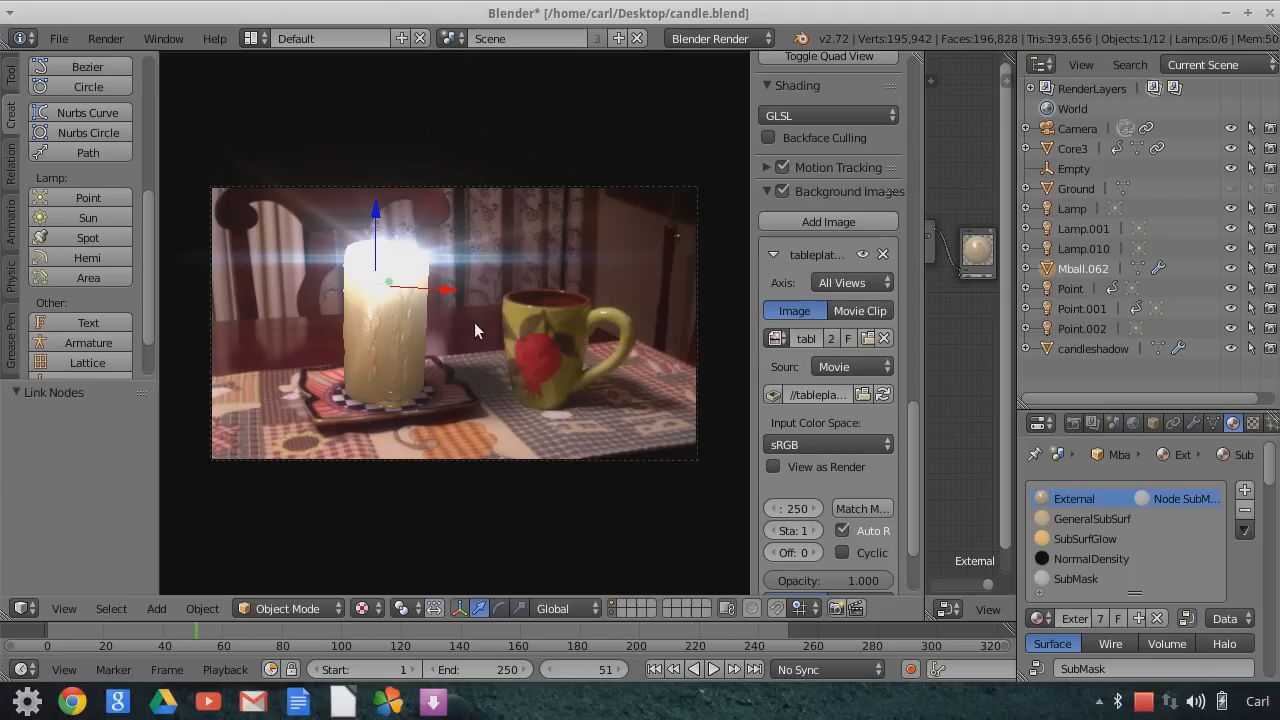 Blender* [/home/carl/Desktop/candle.blend]
File Render Window Help Default Scene 3 Blender Render v2.72 | Verts:195,942 | Faces:196,828 | Tris:393,656 | Objects:1/12 | Lamps:0/6 | Mem:50
Tool
Creat
Relation
Animatio
Physic
Grease Pen
Bezier
Circle
Nurbs Curve
Nurbs Circle
Path
Lamp:
Point
Sun
Spot
Hemi
Area
Other:
Text
Armature
Lattice
Link Nodes
Toggle Quad View
Shading
GLSL
Backface Culling
Motion Tracking
Background Images
Add Image
tableplat...
Axis: All Views
Image Movie Clip
tabl 2 F
Sourc Movie
//tablepla...
Input Color Space:
sRGB
View as Render
: 250 Match M...
Sta: 1 Auto R
Off: 0 Cyclic
Opacity: 1.000
External
View
View Search Current Scene
RenderLayers
World
Camera
Core3
Empty
Ground
Lamp
Lamp.001
Lamp.010
Mball.062
Point
Point.001
Point.002
candleshadow
Mba Ext Sub
External Node SubM...
GeneralSubSurf
SubSurfGlow
NormalDensity
SubMask
Exter 7 F Data
Surface Wire Volume Halo
SubMask
View Select Add Object Object Mode Global
0 20 40 60 80 100 120 140 160 180 200 220 240 260 280 300 320
View Marker Frame Playback Start: 1 End: 250 51 No Sync
Carl